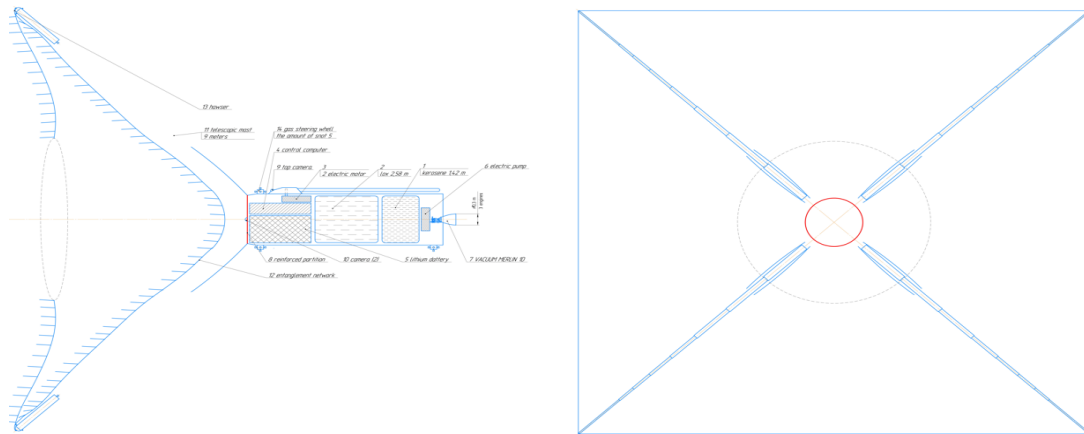 13 hawser
11 telescopic mast
9 meters
14 gas steering whell,
the amount of snat 5
4 control computer
9 top camera
3
2 electric motor
2
lox 2,58 m
1
kerosene 1,42 m
6 electric pump
8 reinforced partition
10 camera (2)
5 lithium battery
7. VACUUM MERLIN 1D
12 entanglement network